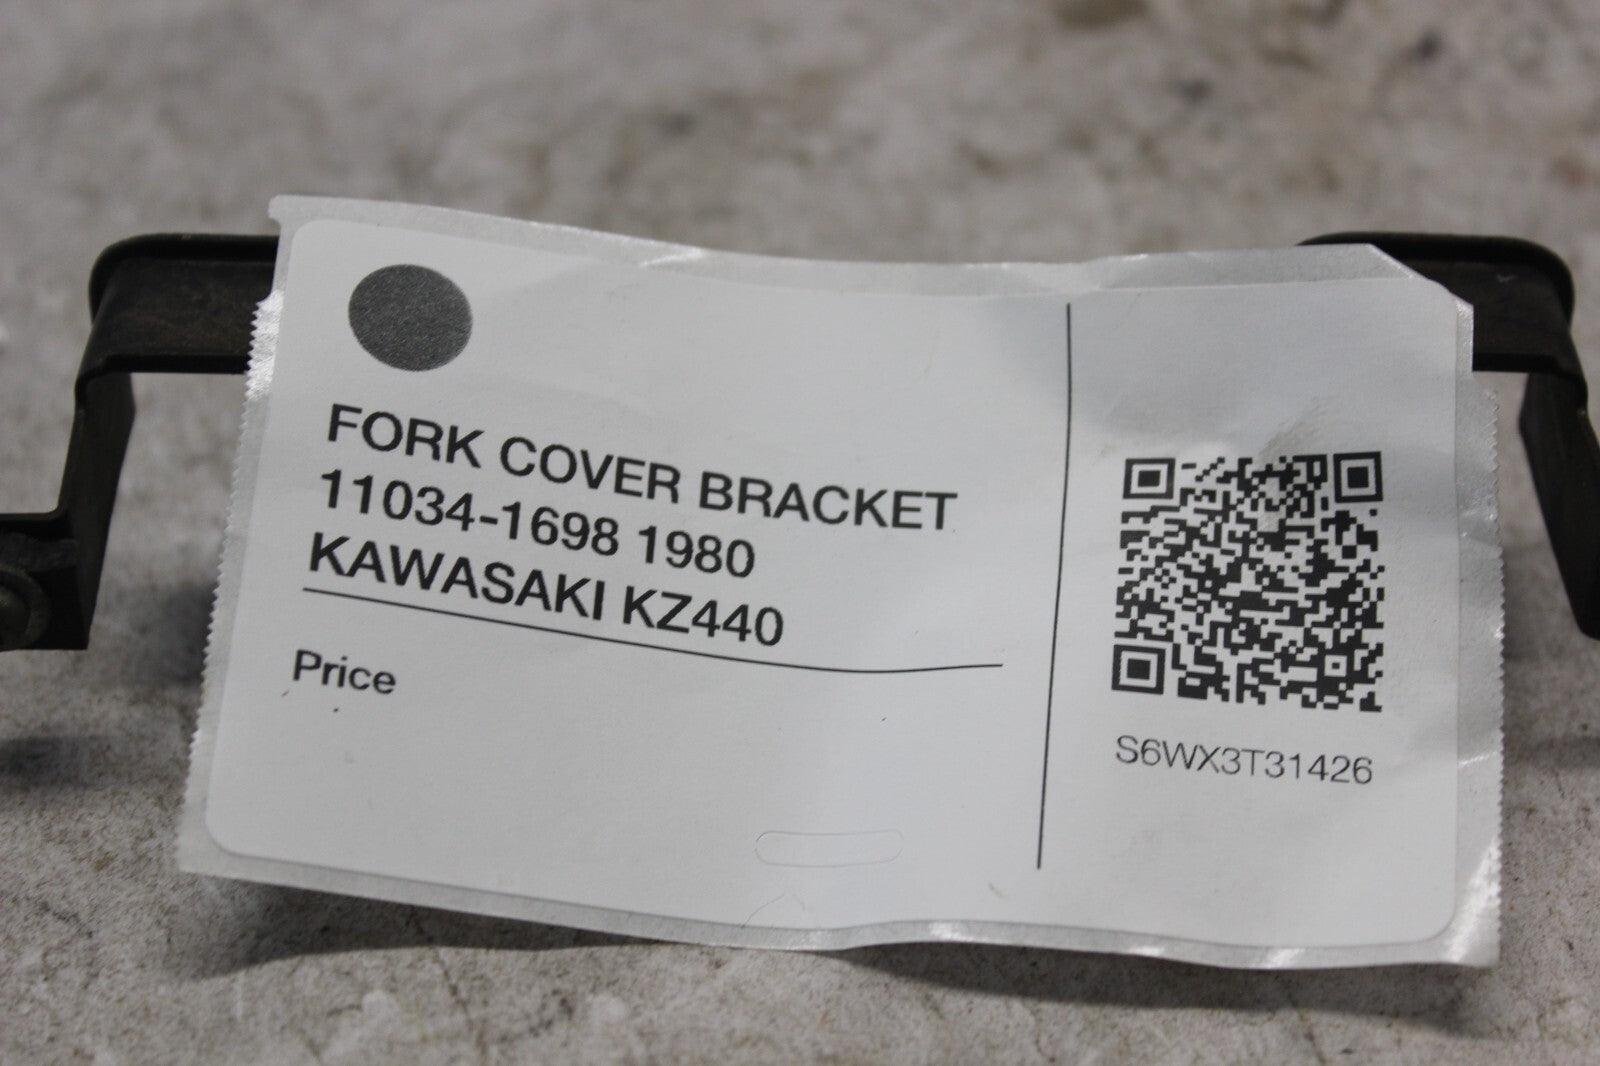 FORK COVER BRACKET
11034-1698 1980
KAWASAKI KZ440
Price
S6WX3T31426